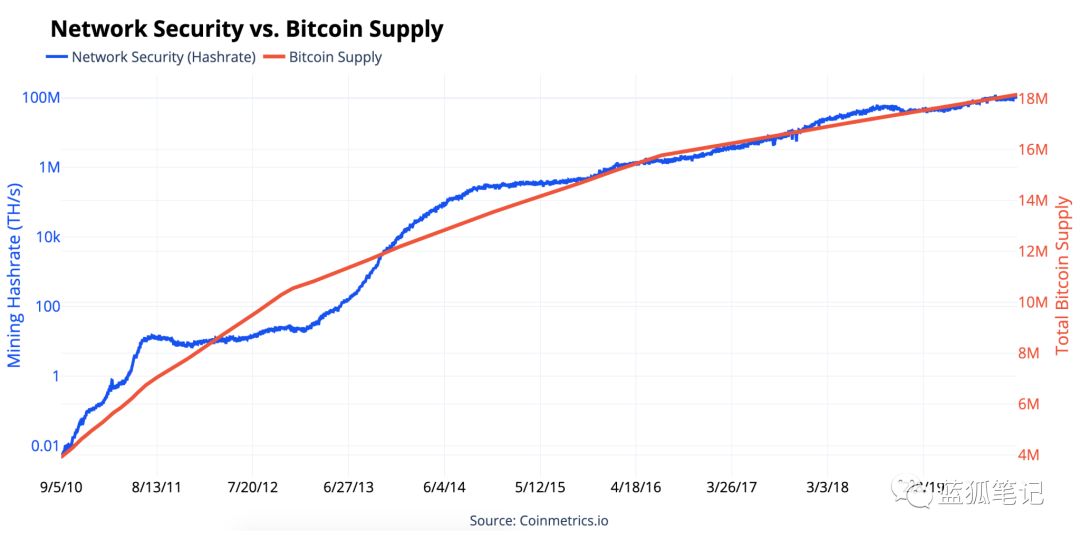 Network Security vs. Bitcoin Supply
Network Security (Hashrate) Bitcoin Supply
100M
1M
10k
100
1
0.01
Mining Hashrate (TH/s)
18M
16M
14M
12M
10M
8M
6M
4M
Total Bitcoin Supply
9/5/10 8/13/11 7/20/12 6/27/13 6/4/14 5/12/15 4/18/16 3/26/17 3/3/18
蓝狐笔记
Source: Coinmetrics.io